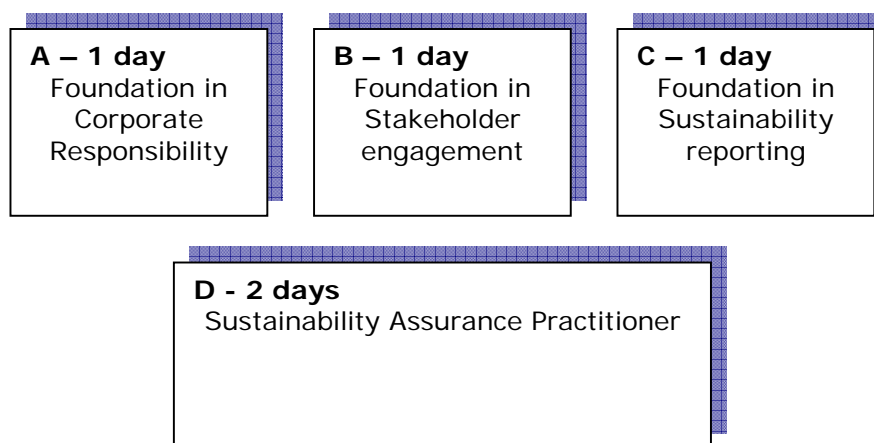 A – 1 day
Foundation in
Corporate
Responsibility
B – 1 day
Foundation in
Stakeholder
engagement
C – 1 day
Foundation in
Sustainability
reporting
D - 2 days
Sustainability Assurance Practitioner